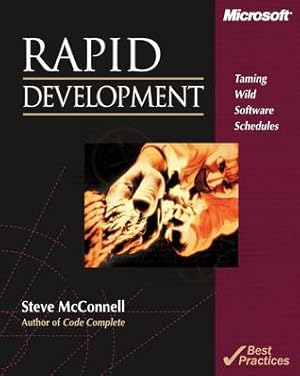 Microsoft®
RAPID
DEVELOPMENT
Taming
Wild
Software
Schedules
Steve McConnell
Author of Code Complete
Best
Practices